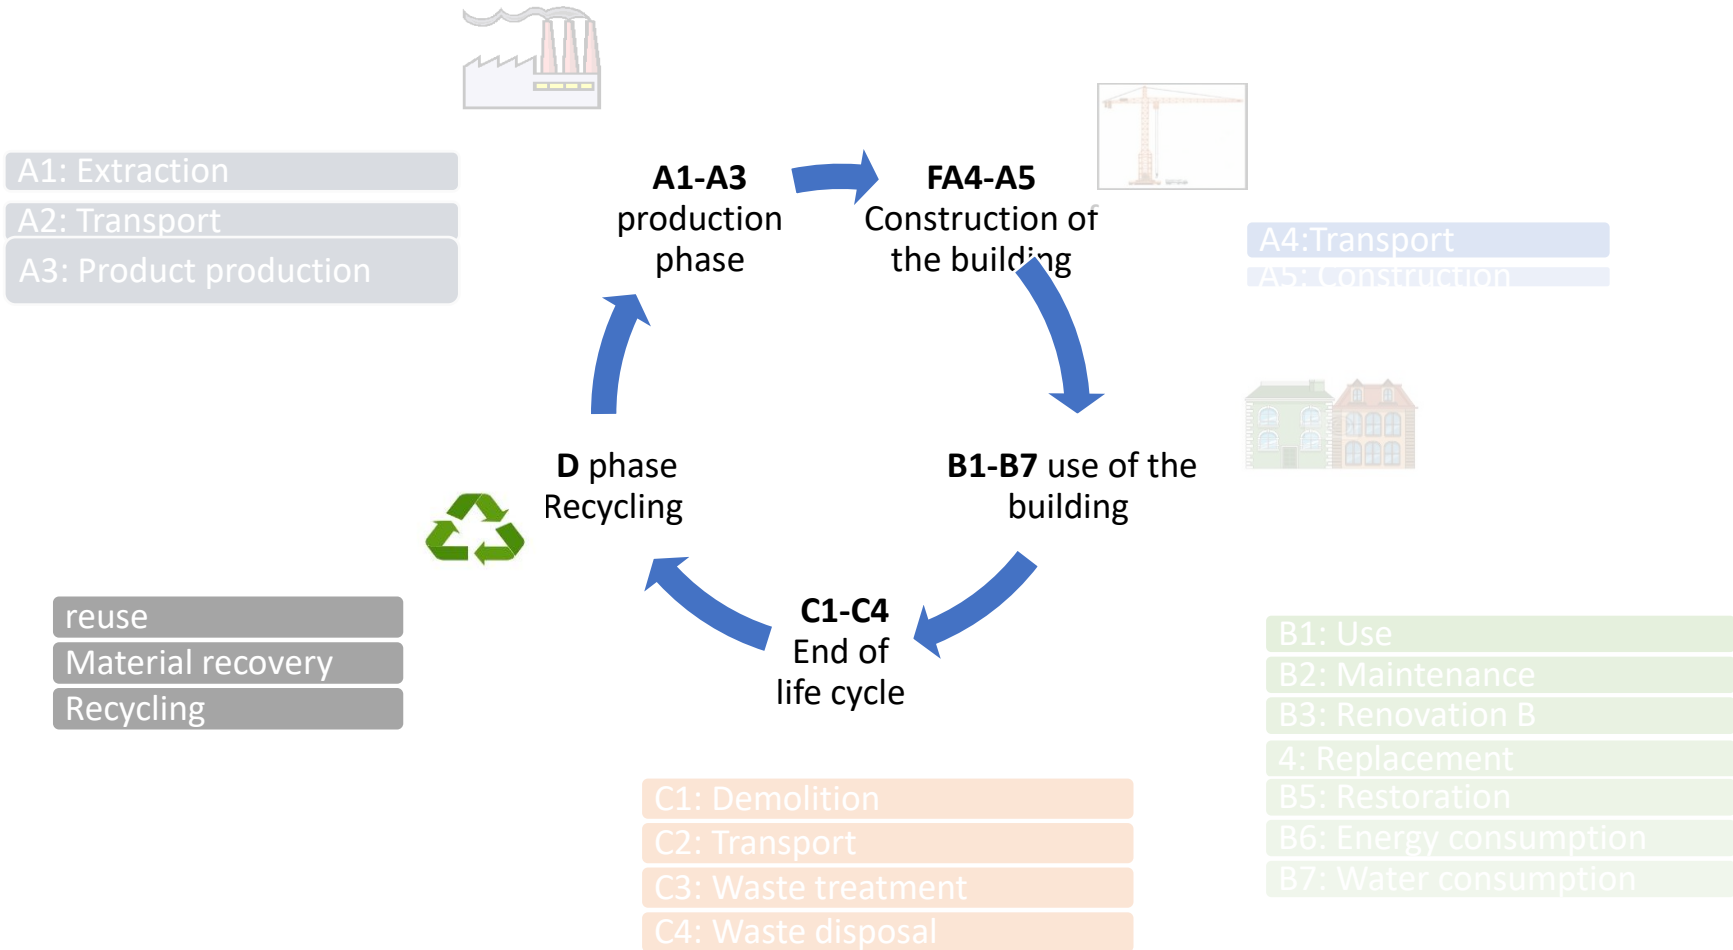 A1: Extraction
A2: Transport
A3: Product production
A1-A3
production
phase
FA4-A5
Construction of
the building
A4:Transport
A5: Construction
D phase
Recycling
B1-B7 use of the
building
C1-C4
End of
life cycle
reuse
Material recovery
Recycling
B1: Use
B2: Maintenance
B3: Renovation B
4: Replacement
B5: Restoration
B6: Energy consumption
B7: Water consumption
C1: Demolition
C2: Transport
C3: Waste treatment
C4: Waste disposal